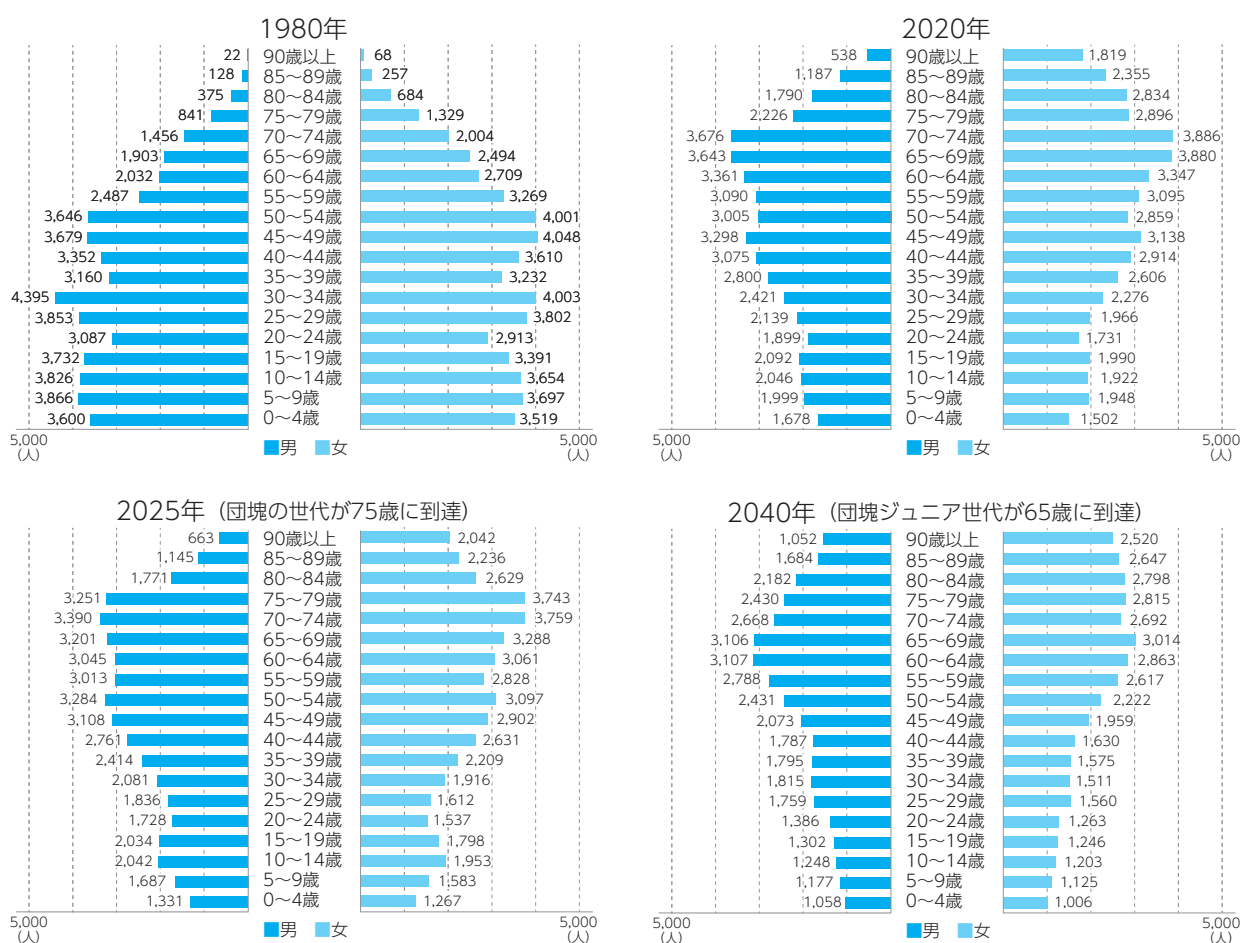 1980年
22 90歳以上 68
128 85～89歳 257
375 80～84歳 684
841 75～79歳 1,329
1,456 70～74歳 2,004
1,903 65～69歳 2,494
2,032 60～64歳 2,709
2,487 55～59歳 3,269
3,646 50～54歳 4,001
3,679 45～49歳 4,048
3,352 40～44歳 3,610
3,160 35～39歳 3,232
4,395 30～34歳 4,003
3,853 25～29歳 3,802
3,087 20～24歳 2,913
3,732 15～19歳 3,391
3,826 10～14歳 3,654
3,866 5～9歳 3,697
3,600 0～4歳 3,519
5,000 5,000
(人) 男 女 (人)
2020年
538 90歳以上 1,819
1,187 85～89歳 2,355
1,790 80～84歳 2,834
2,226 75～79歳 2,896
3,676 70～74歳 3,886
3,643 65～69歳 3,880
3,361 60～64歳 3,347
3,090 55～59歳 3,095
3,005 50～54歳 2,859
3,298 45～49歳 3,138
3,075 40～44歳 2,914
2,800 35～39歳 2,606
2,421 30～34歳 2,276
2,139 25～29歳 1,966
1,899 20～24歳 1,731
2,092 15～19歳 1,990
2,046 10～14歳 1,922
1,999 5～9歳 1,948
1,678 0～4歳 1,502
5,000 5,000
(人) 男 女 (人)
2025年（団塊の世代が75歳に到達）
663 90歳以上 2,042
1,145 85～89歳 2,236
1,771 80～84歳 2,629
3,251 75～79歳 3,743
3,390 70～74歳 3,759
3,201 65～69歳 3,288
3,045 60～64歳 3,061
3,013 55～59歳 2,828
3,284 50～54歳 3,097
3,108 45～49歳 2,902
2,761 40～44歳 2,631
2,414 35～39歳 2,209
2,081 30～34歳 1,916
1,836 25～29歳 1,612
1,728 20～24歳 1,537
2,034 15～19歳 1,798
2,042 10～14歳 1,953
1,687 5～9歳 1,583
1,331 0～4歳 1,267
5,000 5,000
(人) 男 女 (人)
2040年（団塊ジュニア世代が65歳に到達）
1,052 90歳以上 2,520
1,684 85～89歳 2,647
2,182 80～84歳 2,798
2,430 75～79歳 2,815
2,668 70～74歳 2,692
3,106 65～69歳 3,014
3,107 60～64歳 2,863
2,788 55～59歳 2,617
2,431 50～54歳 2,222
2,073 45～49歳 1,959
1,787 40～44歳 1,630
1,795 35～39歳 1,575
1,815 30～34歳 1,511
1,759 25～29歳 1,560
1,386 20～24歳 1,263
1,302 15～19歳 1,246
1,248 10～14歳 1,203
1,177 5～9歳 1,125
1,058 0～4歳 1,006
5,000 5,000
(人) 男 女 (人)